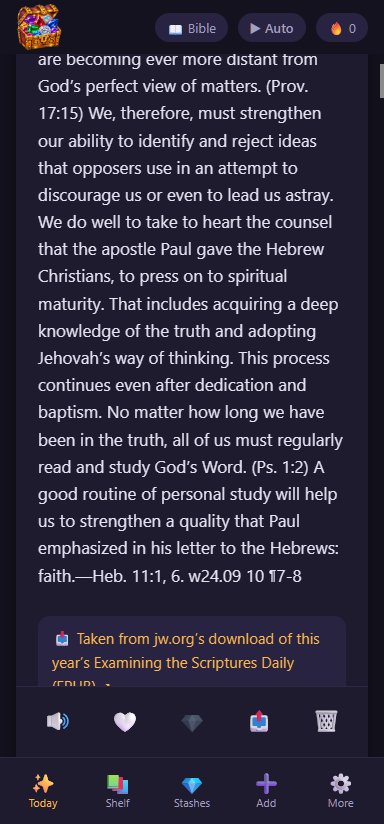 Bible
Auto
0
are becoming ever more distant from
God’s perfect view of matters. (Prov.
17:15) We, therefore, must strengthen
our ability to identify and reject ideas
that opposers use in an attempt to
discourage us or even to lead us astray.
We do well to take to heart the counsel
that the apostle Paul gave the Hebrew
Christians, to press on to spiritual
maturity. That includes acquiring a deep
knowledge of the truth and adopting
Jehovah’s way of thinking. This process
continues even after dedication and
baptism. No matter how long we have
been in the truth, all of us must regularly
read and study God’s Word. (Ps. 1:2) A
good routine of personal study will help
us to strengthen a quality that Paul
emphasized in his letter to the Hebrews:
faith.—Heb. 11:1, 6. w24.09 10 ¶7-8
Taken from jw.org’s download of this
year’s Examining the Scriptures Daily
(EPUB)
Today
Shelf
Stashes
Add
More